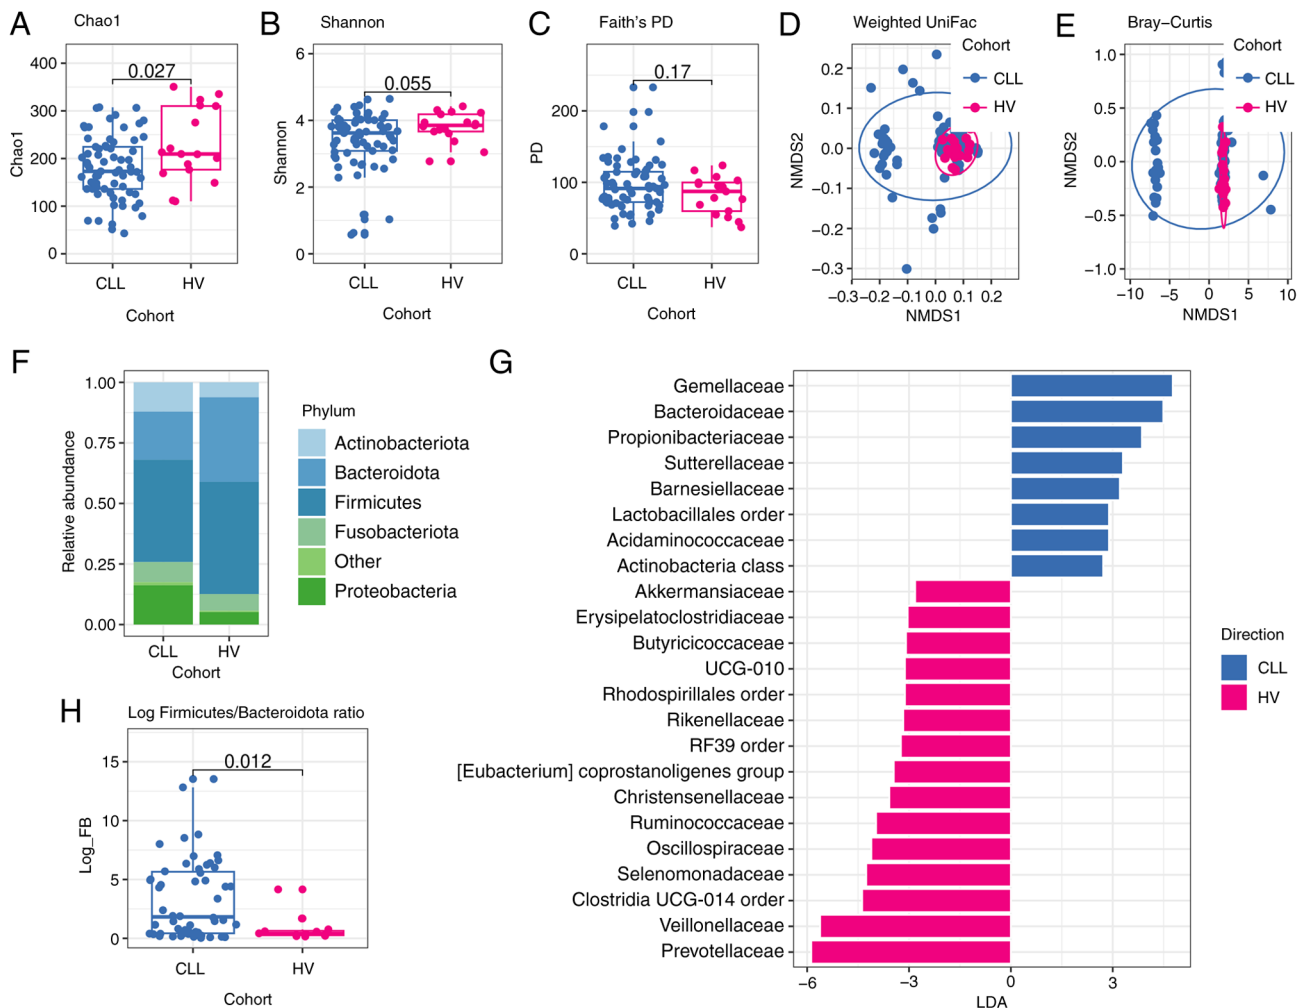 A
Chao1
Chao1
400
300
200
100
0
0.027
CLL
HV
Cohort
B
Shannon
Shannon
6
4
2
0
0.055
CLL
HV
Cohort
C
Faith's PD
PD
200
100
0
0.17
CLL
HV
Cohort
D
Weighted UniFac
Cohort
CLL
HV
NMDS2
0.2
0.1
0.0
−0.1
−0.2
−0.3
−0.3−0.2−0.1 0.0 0.1 0.2
NMDS1
E
Bray−Curtis
Cohort
CLL
HV
NMDS2
1.0
0.5
0.0
−0.5
−1.0
−10 −5 0 5 10
NMDS1
F
Relative abundance
1.00
0.75
0.50
0.25
0.00
CLL
HV
Cohort
Phylum
Actinobacteriota
Bacteroidota
Firmicutes
Fusobacteriota
Other
Proteobacteria
G
Gemellaceae
Bacteroidaceae
Propionibacteriaceae
Sutterellaceae
Barnesiellaceae
Lactobacillales order
Acidaminococcaceae
Actinobacteria class
Akkermansiaceae
Erysipelatoclostridiaceae
Butyricicoccaceae
UCG-010
Rhodospirillales order
Rikenellaceae
RF39 order
[Eubacterium] coprostanoligenes group
Christensenellaceae
Ruminococcaceae
Oscillospiraceae
Selenomonadaceae
Clostridia UCG-014 order
Veillonellaceae
Prevotellaceae
−6 −3 0 3
LDA
Direction
CLL
HV
H
Log Firmicutes/Bacteroidota ratio
Log_FB
15
10
5
0
0.012
CLL
HV
Cohort